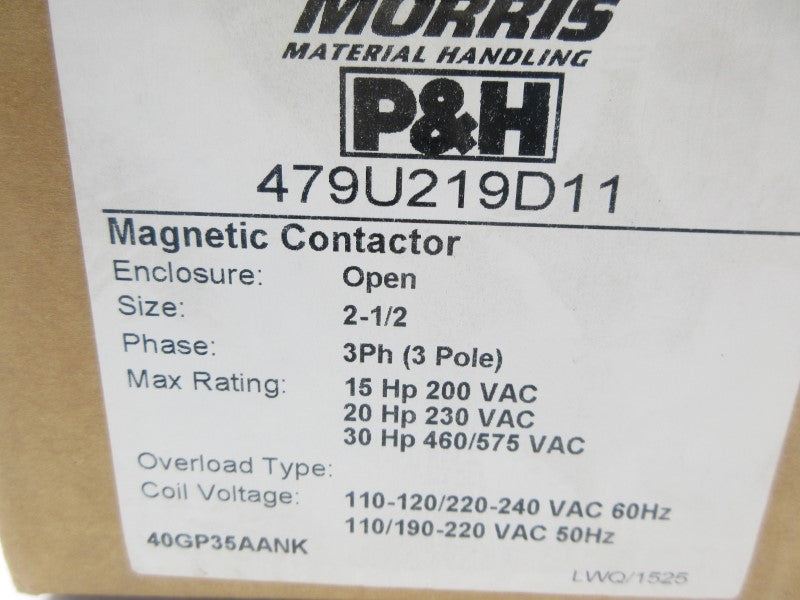 MORRIS
MATERIAL HANDLING
P&H
479U219D11
Magnetic Contactor
Enclosure: Open
Size: 2-1/2
Phase: 3Ph (3 Pole)
Max Rating: 15 Hp 200 VAC
20 Hp 230 VAC
30 Hp 460/575 VAC
Overload Type:
Coil Voltage: 110-120/220-240 VAC 60Hz
110/190-220 VAC 50Hz
40GP35AANK
LWQ/1525